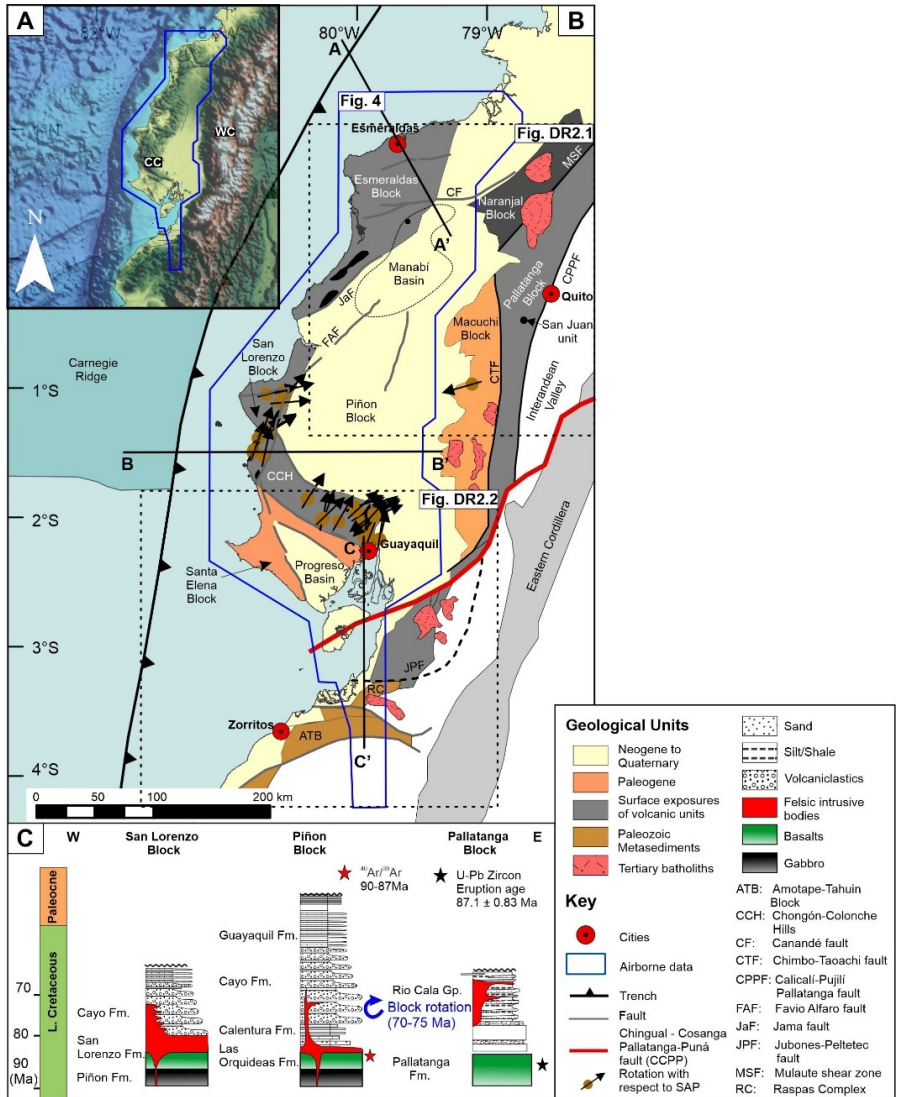 A
82°W
81°W
WC
CC
N
80°W
79°W
B
A
Fig. 4
Esmeraldas
Fig. DR2.1
MSF
Esmeraldas
Block
CF
Naranjal
Block
A'
Manabí
Basin
Pallatanga
Block
CPPF
Quito
JaF
Macuchi
Block
San Juan
unit
FAF
San
Lorenzo
Block
CTF
Carnegie
Ridge
Interandean
Valley
1°S
Piñon
Block
B
B'
CCH
Fig. DR2.2
2°S
C
Guayaquil
Eastern Cordillera
Santa
Elena
Block
Progreso
Basin
3°S
JPF
RC
Zorritos
ATB
C'
4°S
0
50
100
200 km
Geological Units
Neogene to
Quaternary
Paleogene
Surface exposures
of volcanic units
Paleozoic
Metasediments
Tertiary batholiths
Sand
Silt/Shale
Volcaniclastics
Felsic intrusive
bodies
Basalts
Gabbro
Key
Cities
Airborne data
Trench
Fault
Chingual - Cosanga
Pallatanga-Puná
fault (CCPP)
Rotation with
respect to SAP
ATB: Amotape-Tahuin
Block
CCH: Chongón-Colonche
Hills
CF: Canandé fault
CTF: Chimbo-Taoachi fault
CPPF: Calicalí-Pujilí
Pallatanga fault
FAF: Favio Alfaro fault
JaF: Jama fault
JPF: Jubones-Peltetec
fault
MSF: Mulaute shear zone
RC: Raspas Complex
C
W
San Lorenzo
Block
Piñon
Block
Pallatanga
Block
E
⁴⁰Ar/³⁹Ar
90-87Ma
U-Pb Zircon
Eruption age
87.1 ± 0.83 Ma
Paleocne
L. Cretaceous
70
80
90
(Ma)
Cayo Fm.
San
Lorenzo Fm.
Piñon Fm.
Guayaquil Fm.
Cayo Fm.
Calentura Fm.
Las
Orquideas Fm.
Rio Cala Gp.
Block rotation
(70-75 Ma)
Pallatanga
Fm.